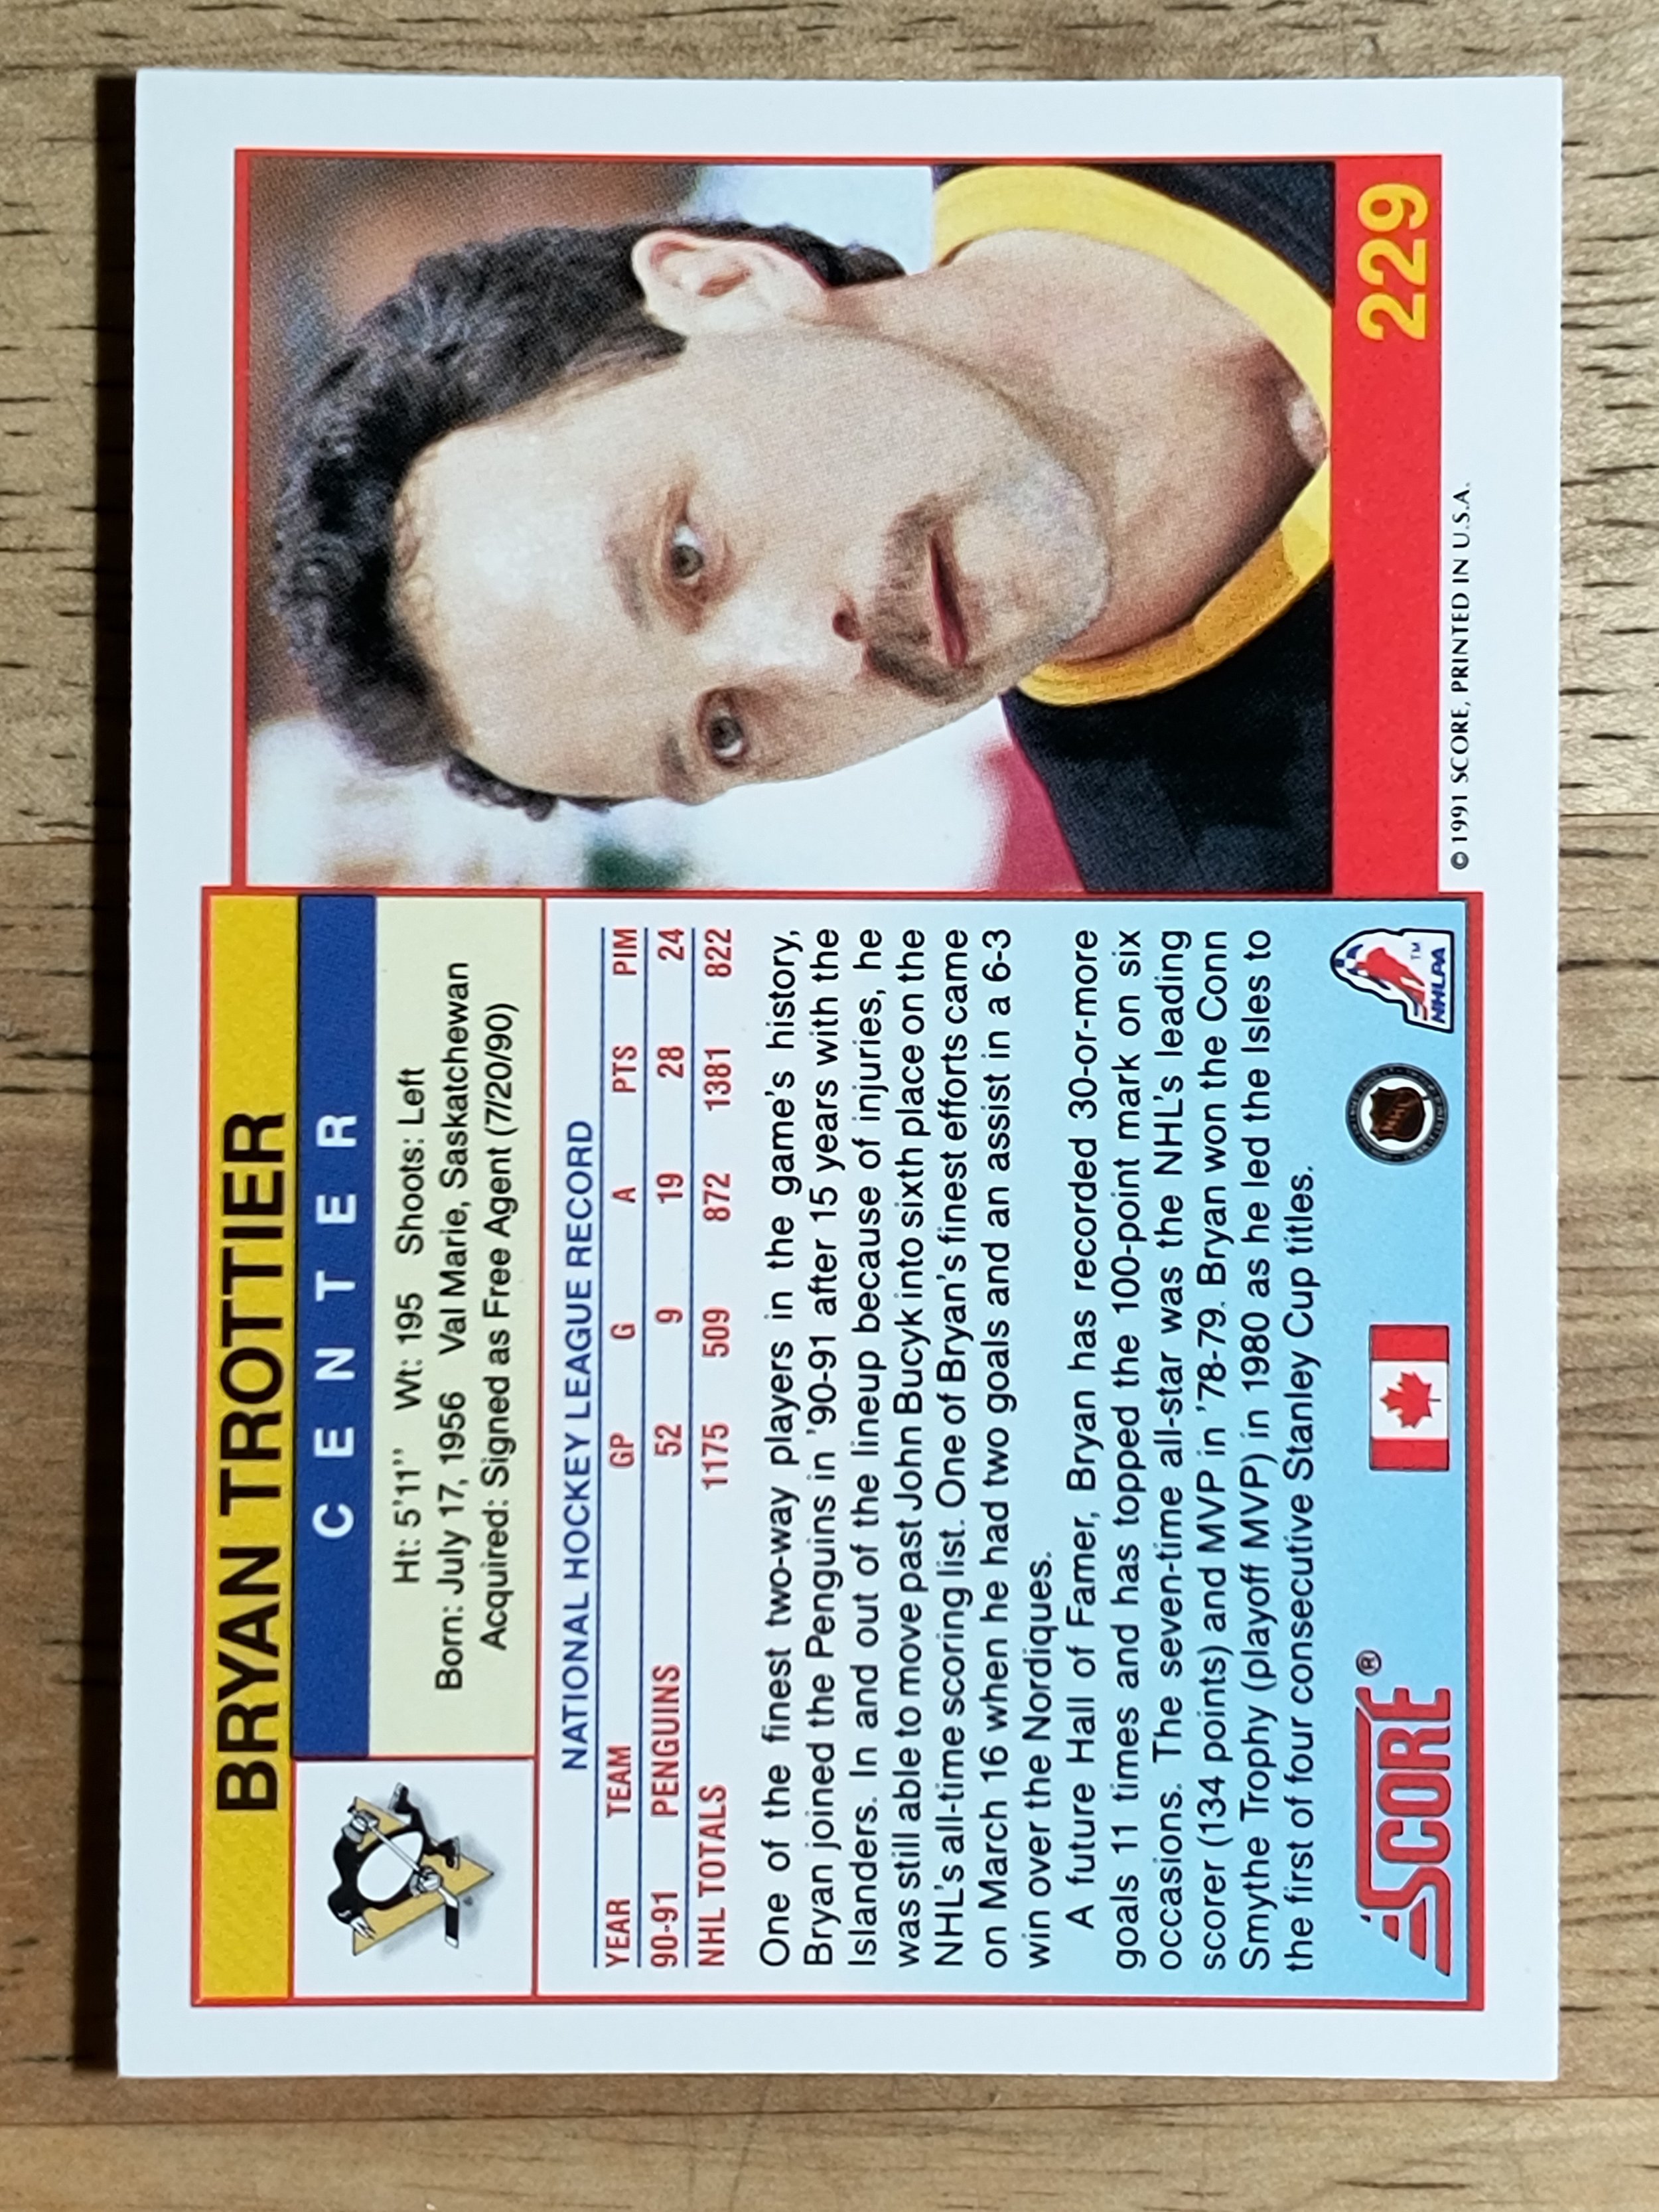 BRYAN TROTTIER
CENTER
Ht: 5'11'' Wt: 195 Shoots: Left
Born: July 17, 1956 Val Marie, Saskatchewan
Acquired: Signed as Free Agent (7/20/90)
NATIONAL HOCKEY LEAGUE RECORD
YEAR TEAM GP G A PTS PIM
90-91 PENGUINS 52 9 19 28 24
NHL TOTALS 1175 509 872 1381 822
One of the finest two-way players in the game's history,
Bryan joined the Penguins in '90-91 after 15 years with the
Islanders. In and out of the lineup because of injuries, he
was still able to move past John Bucyk into sixth place on the
NHL's all-time scoring list. One of Bryan's finest efforts came
on March 16 when he had two goals and an assist in a 6-3
win over the Nordiques.
A future Hall of Famer, Bryan has recorded 30-or-more
goals 11 times and has topped the 100-point mark on six
occasions. The seven-time all-star was the NHL's leading
scorer (134 points) and MVP in '78-79. Bryan won the Conn
Smythe Trophy (playoff MVP) in 1980 as he led the Isles to
the first of four consecutive Stanley Cup titles.
SCORE®
NHL
NHLPA™
229
© 1991 SCORE, PRINTED IN U.S.A.